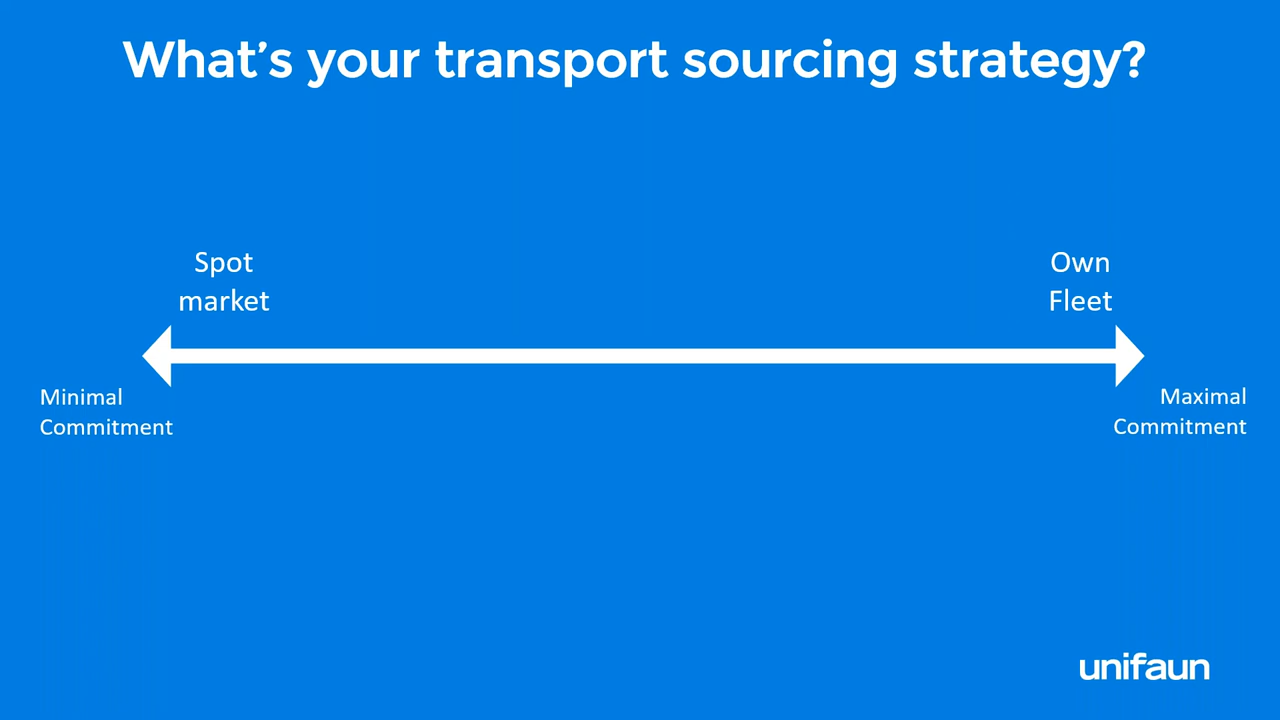 What's your transport sourcing strategy?
Spot
market
Own
Fleet
Minimal
Commitment
Maximal
Commitment
unifaun